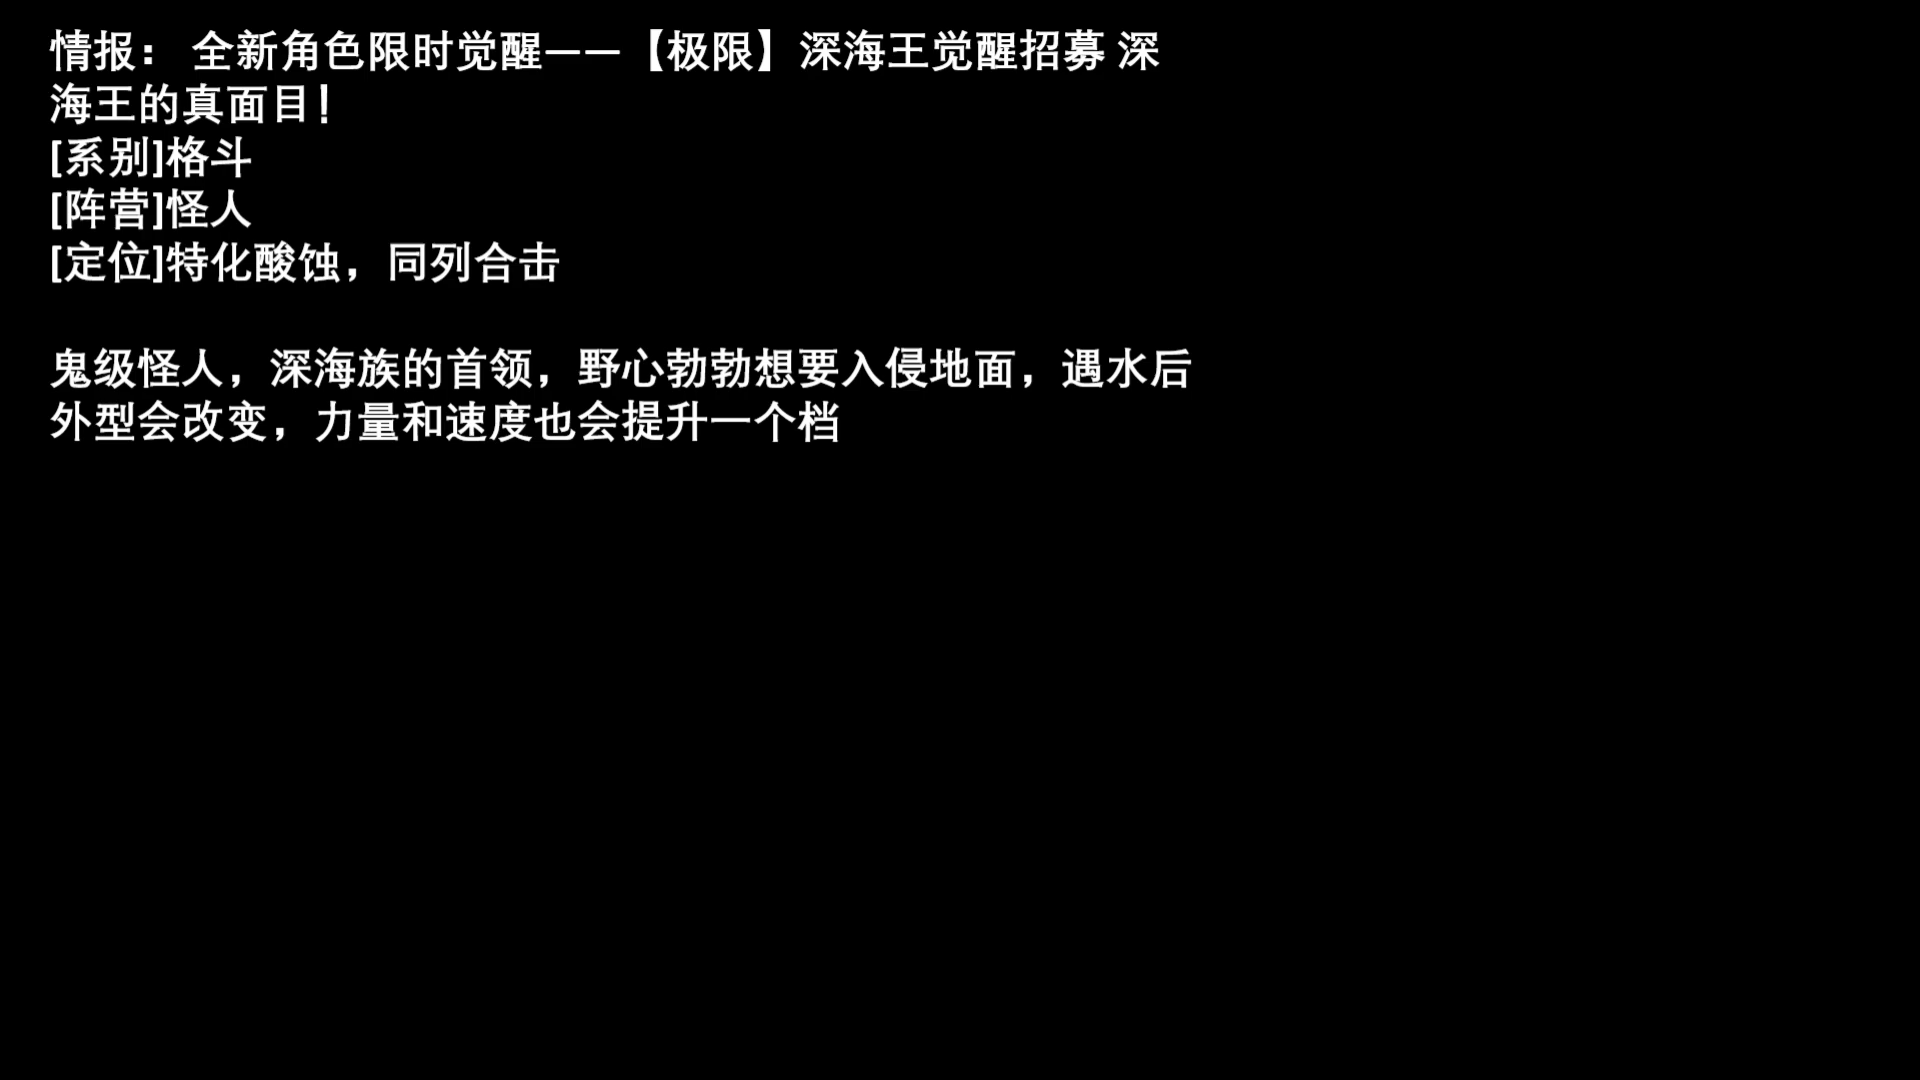 情报： 全新角色限时觉醒——【极限】深海王觉醒招募 深
海王的真面目！
[系别]格斗
[阵营]怪人
[定位]特化酸蚀，同列合击
鬼级怪人，深海族的首领，野心勃勃想要入侵地面，遇水后
外型会改变，力量和速度也会提升一个档